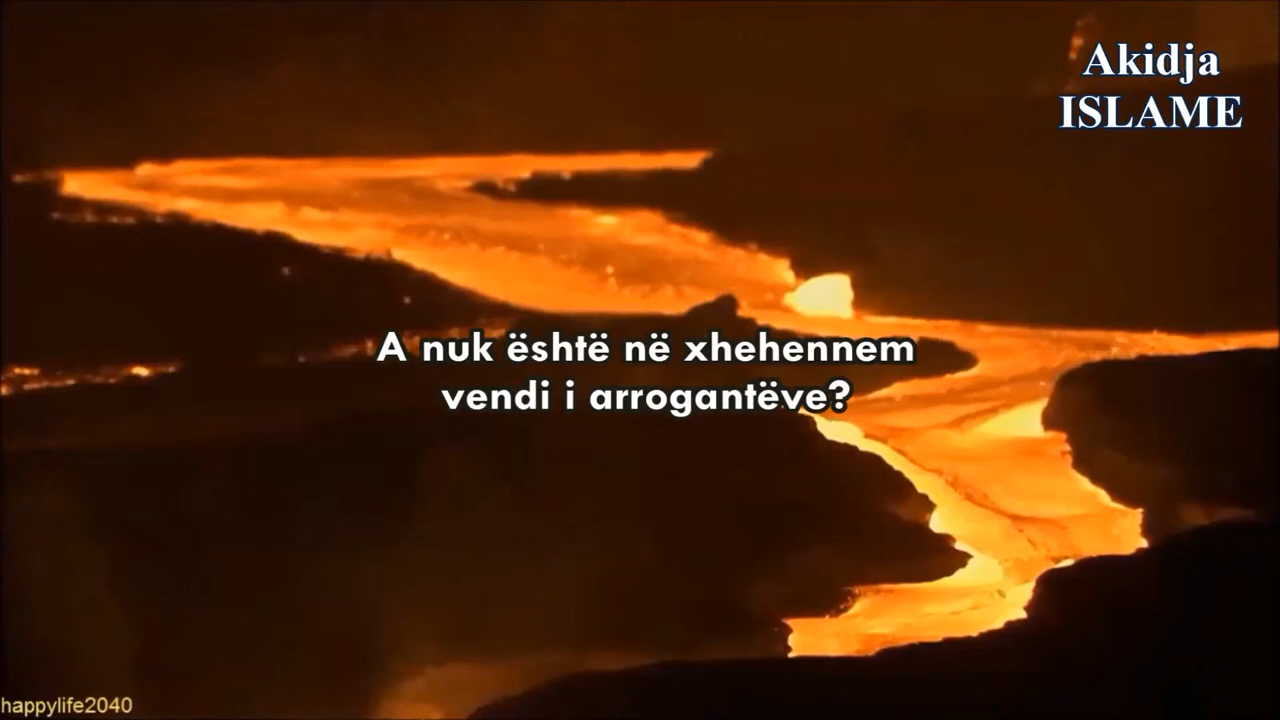 Akidja
ISLAME
A nuk është në xhehennem
vendi i arrogantëve?
happylife2040